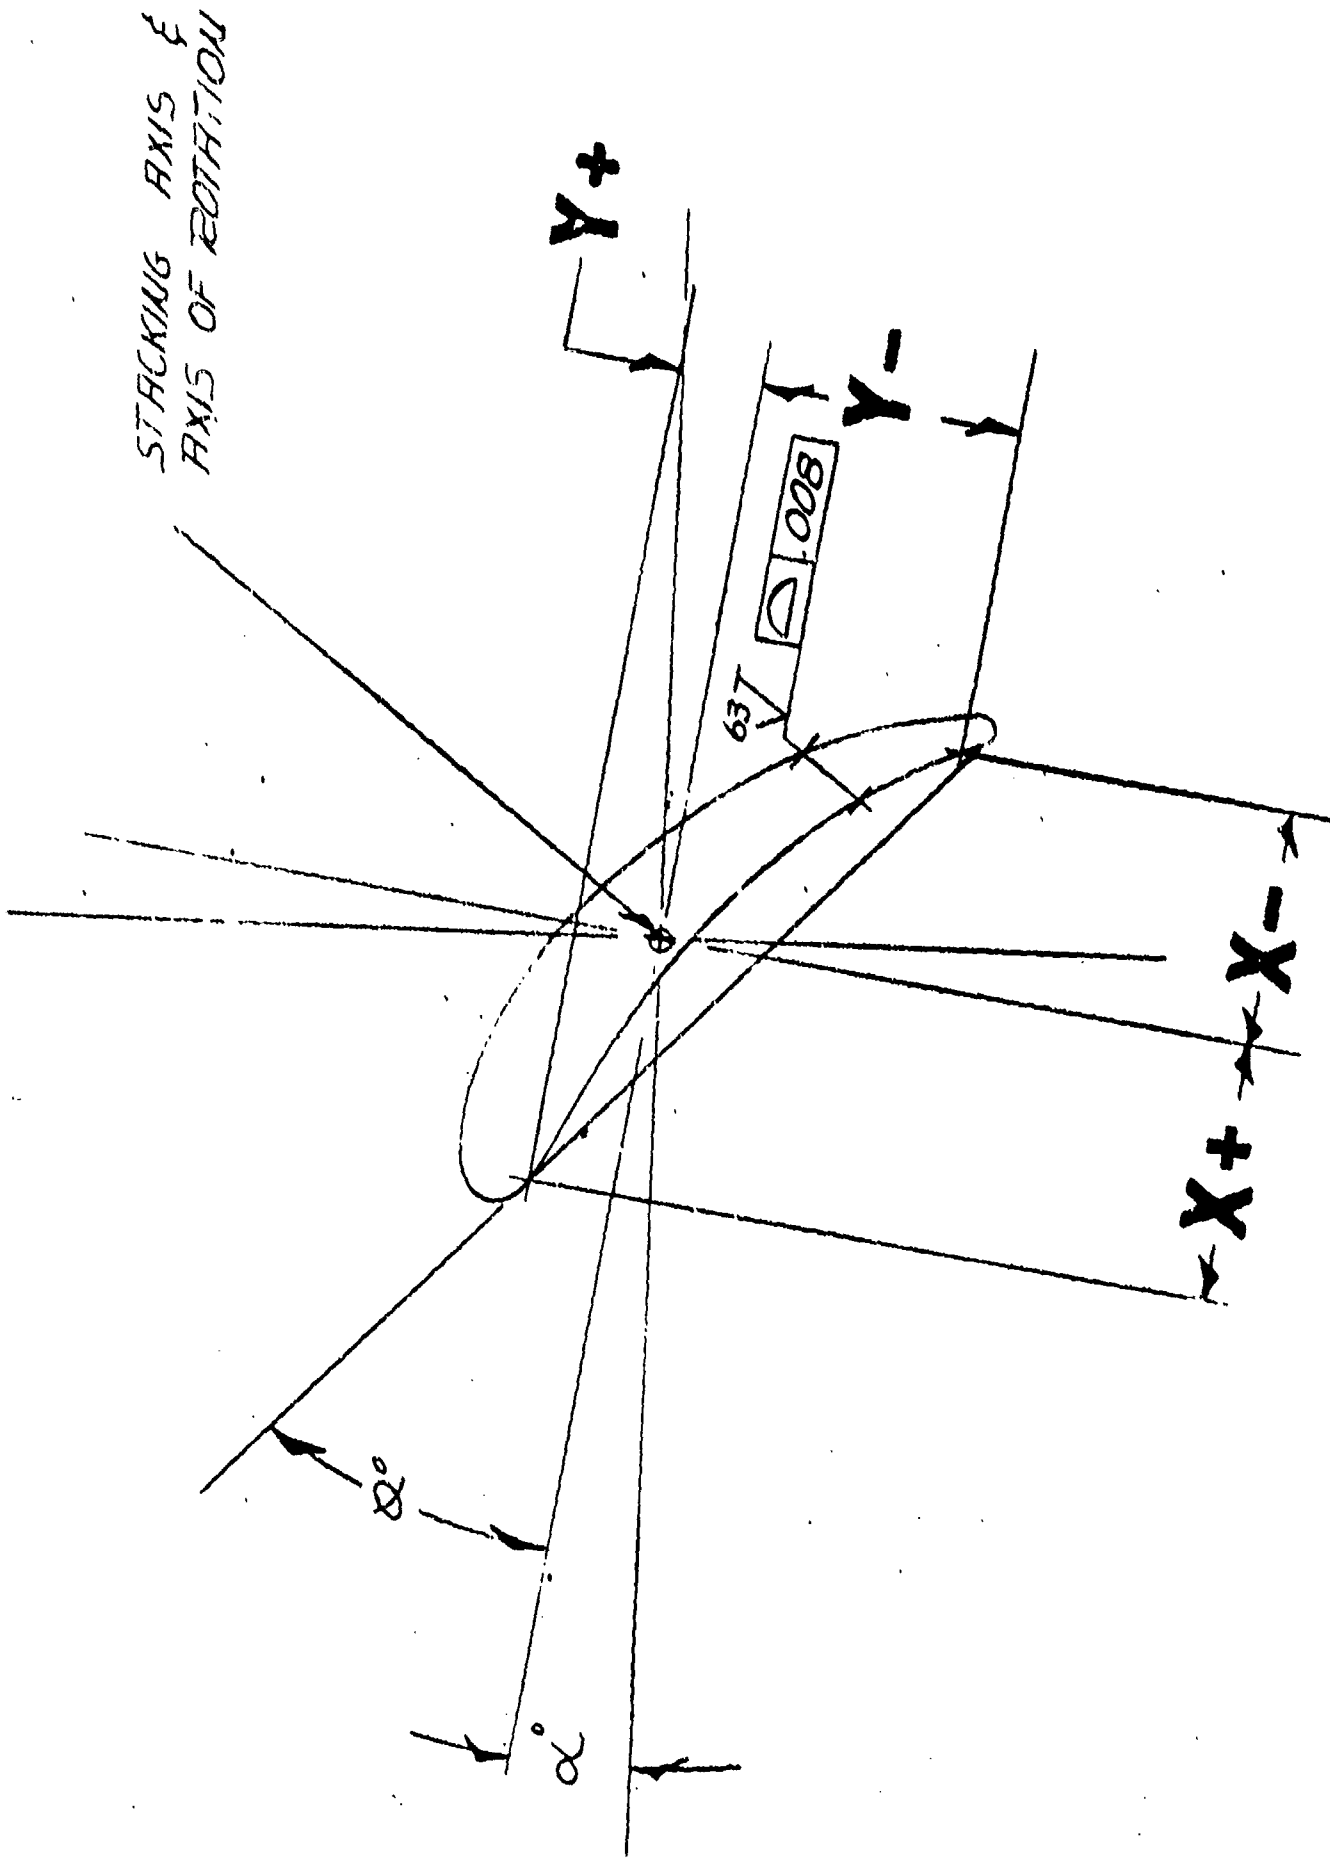 STACKING AXIS &
AXIS OF ROTATION
Y+
Y-
.008
63
X-
X+
α°